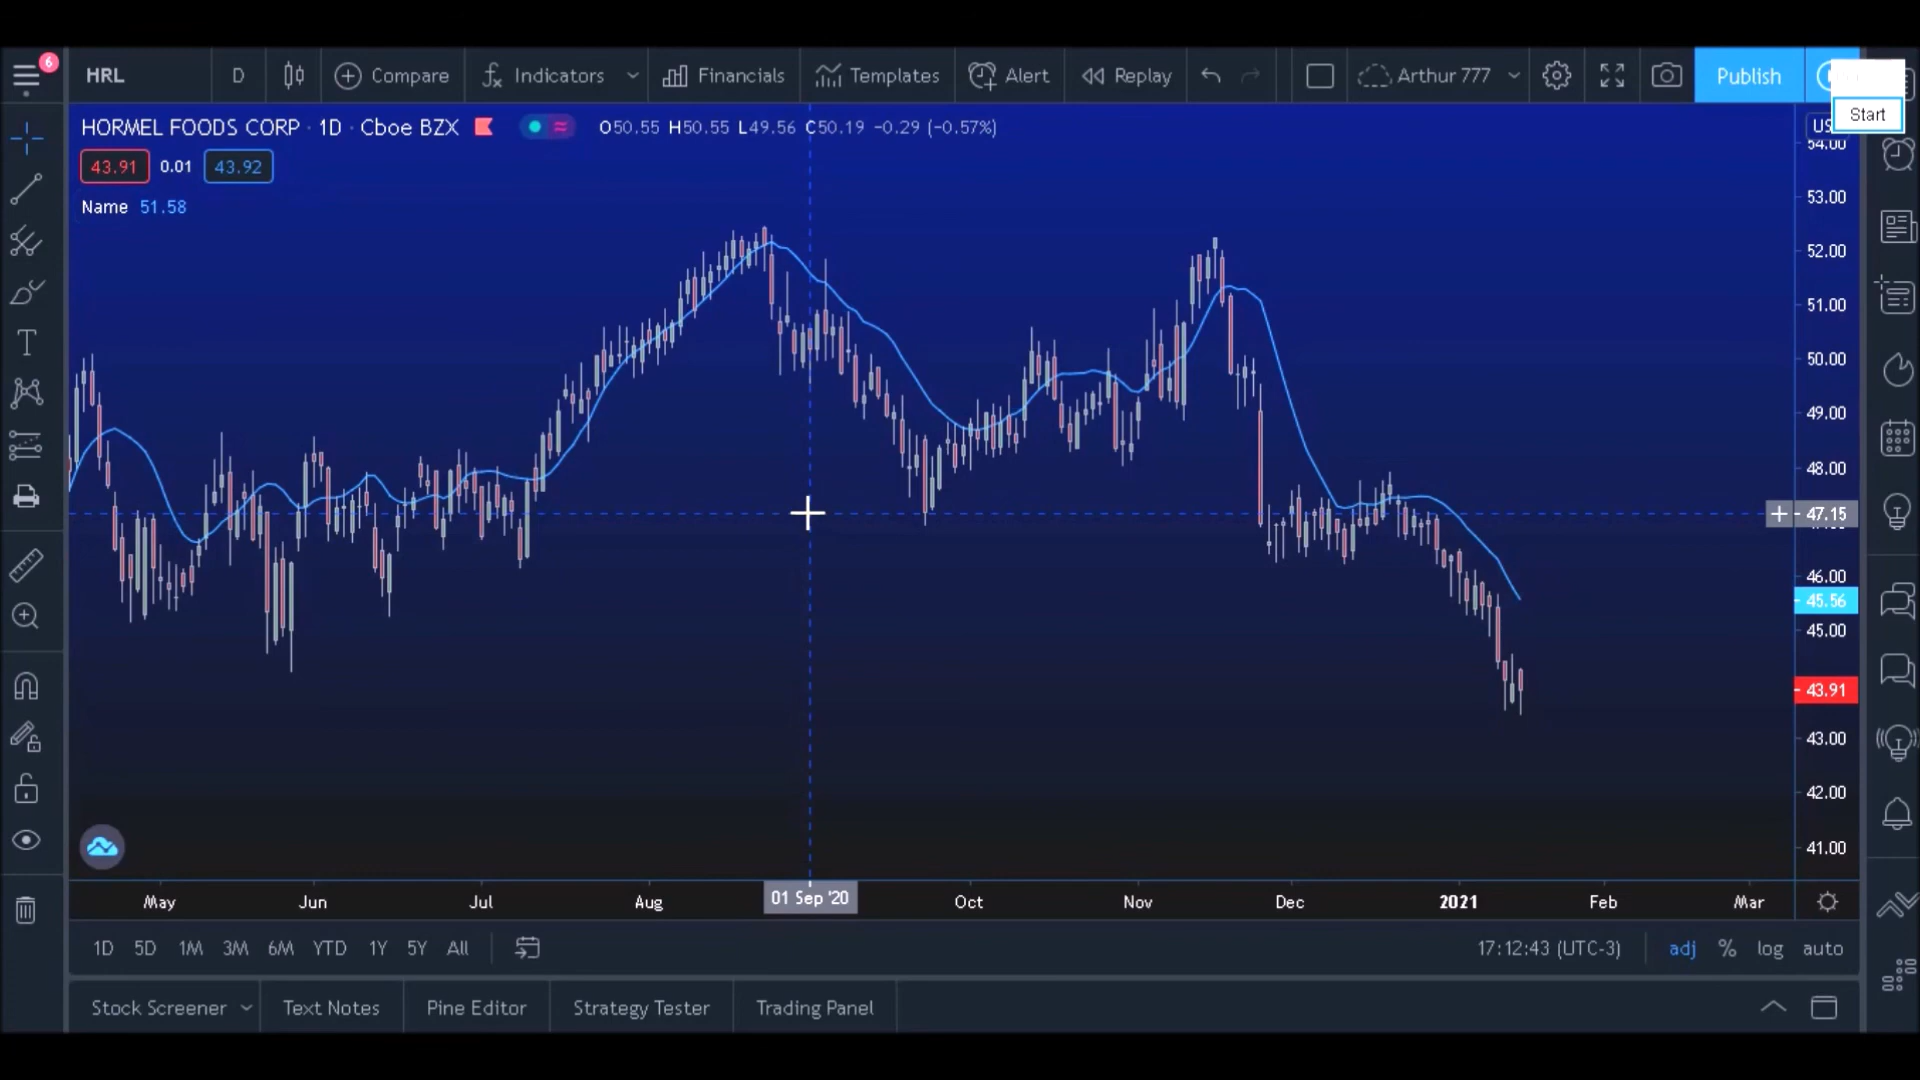 6
HRL D Compare Indicators Financials Templates Alert Replay Arthur 777 Publish
Start
HORMEL FOODS CORP · 1D · Cboe BZX O50.55 H50.55 L49.56 C50.19 −0.29 (−0.57%)
43.91 0.01 43.92
Name 51.58
54.00
53.00
52.00
51.00
50.00
49.00
48.00
47.15
46.00
45.56
45.00
43.91
43.00
42.00
41.00
May Jun Jul Aug 01 Sep '20 Oct Nov Dec 2021 Feb Mar
1D 5D 1M 3M 6M YTD 1Y 5Y All 17:12:43 (UTC-3) adj % log auto
Stock Screener Text Notes Pine Editor Strategy Tester Trading Panel